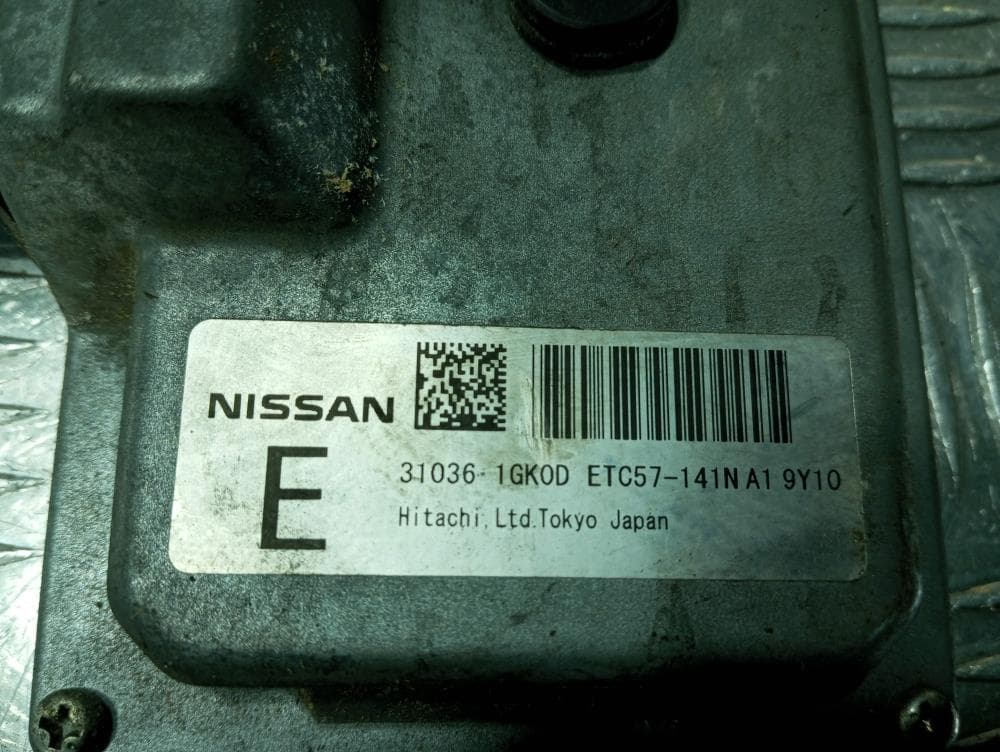 NISSAN
E
31036-1GK0D ETC57-141N A1 9Y10
Hitachi, Ltd. Tokyo Japan